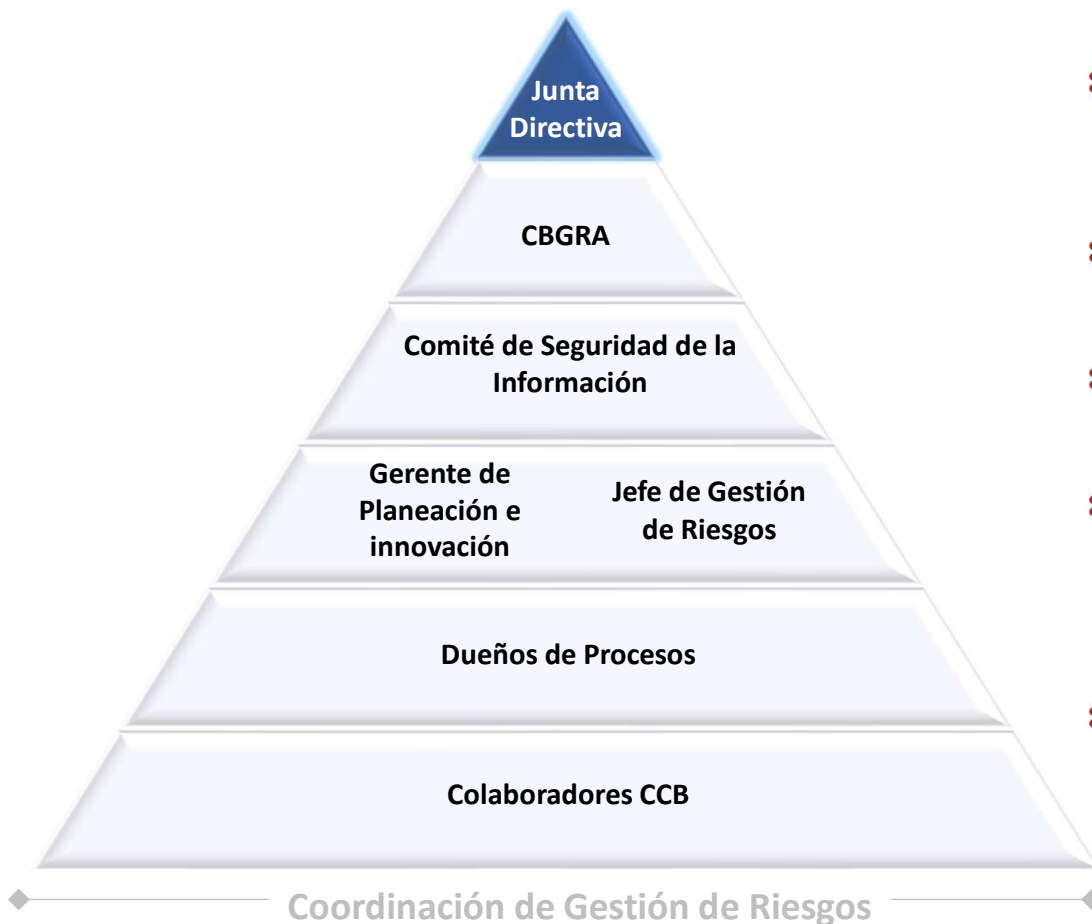 Junta
Directiva
CBGRA
Comité de Seguridad de la
Información
Gerente de
Planeación e
innovación
Jefe de Gestión
de Riesgos
Dueños de Procesos
Colaboradores CCB
Coordinación de Gestión de Riesgos